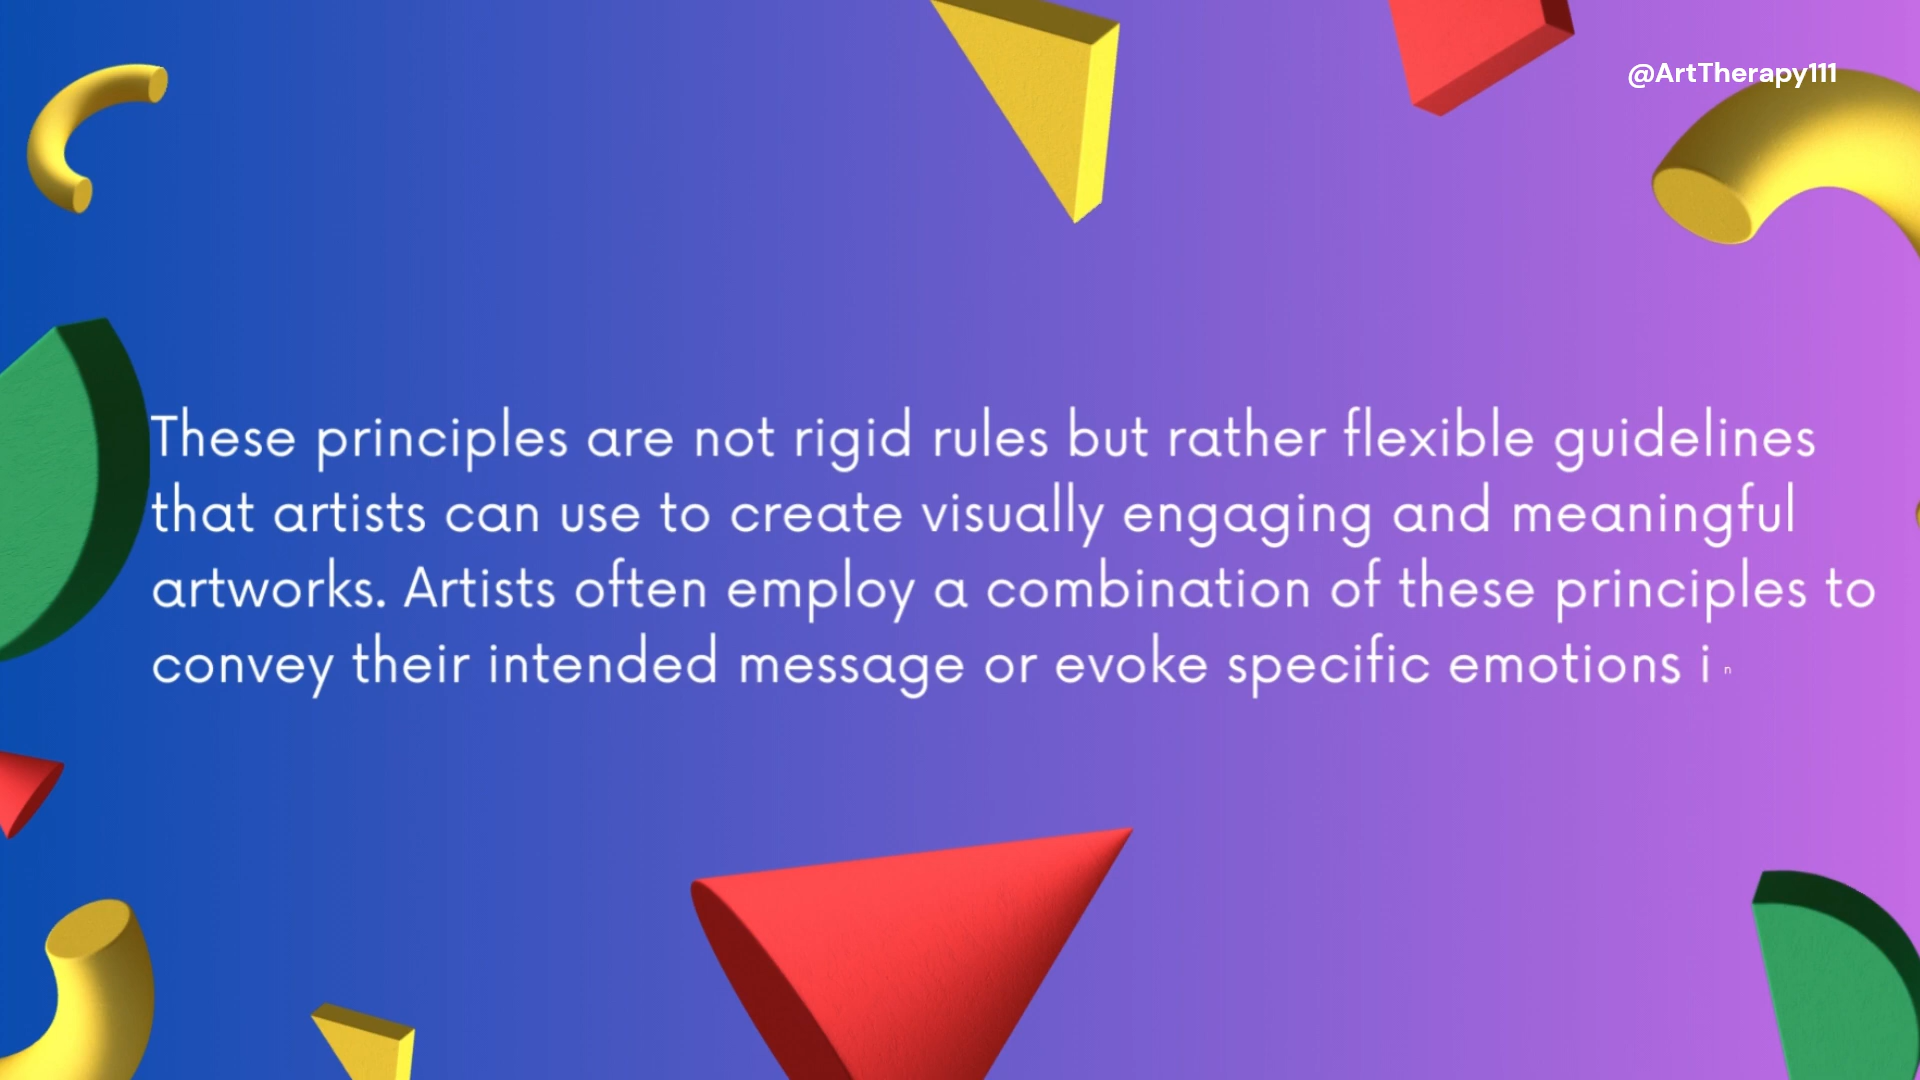 @ArtTherapy111
These principles are not rigid rules but rather flexible guidelines
that artists can use to create visually engaging and meaningful
artworks. Artists often employ a combination of these principles to
convey their intended message or evoke specific emotions i n